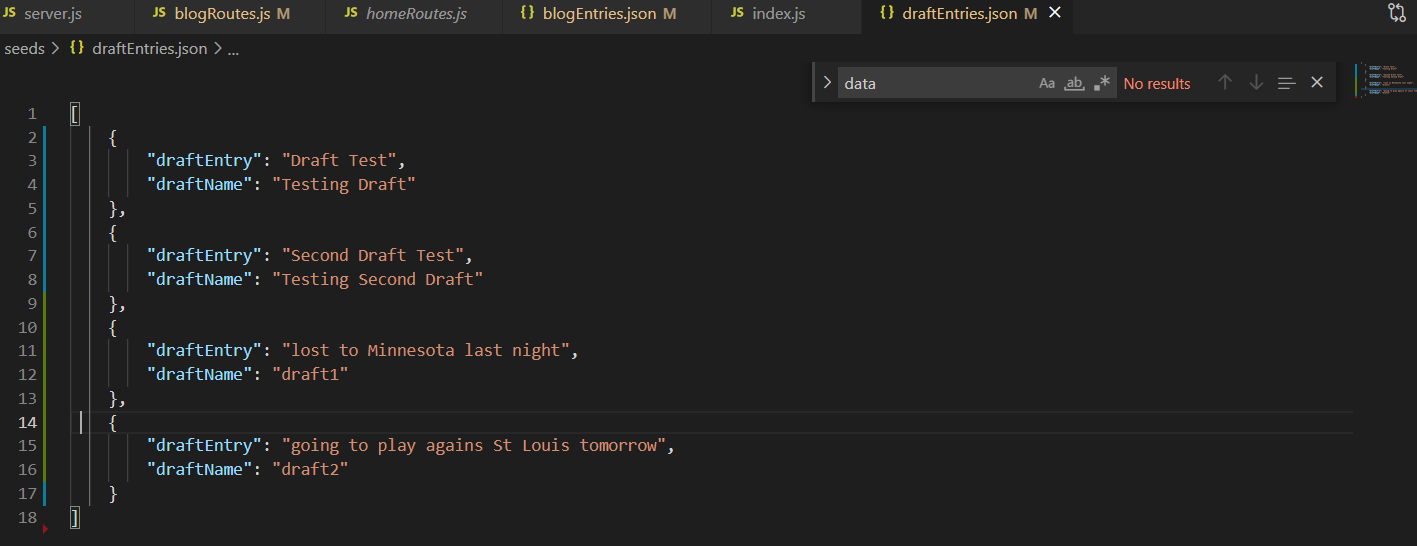 JS server.js JS blogRoutes.js M JS homeRoutes.js {} blogEntries.json M JS index.js {} draftEntries.json M
seeds > {} draftEntries.json > ...
data Aa ab No results
1 [
2 {
3 "draftEntry": "Draft Test",
4 "draftName": "Testing Draft"
5 },
6 {
7 "draftEntry": "Second Draft Test",
8 "draftName": "Testing Second Draft"
9 },
10 {
11 "draftEntry": "lost to Minnesota last night",
12 "draftName": "draft1"
13 },
14 {
15 "draftEntry": "going to play agains St Louis tomorrow",
16 "draftName": "draft2"
17 }
18 ]